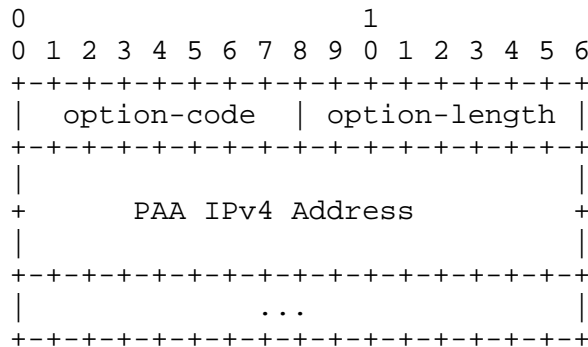 0                   1
0 1 2 3 4 5 6 7 8 9 0 1 2 3 4 5 6
+-+-+-+-+-+-+-+-+-+-+-+-+-+-+-+-+
|  option-code  | option-length |
+-+-+-+-+-+-+-+-+-+-+-+-+-+-+-+-+
|                               |
+       PAA IPv4 Address        +
|                               |
+-+-+-+-+-+-+-+-+-+-+-+-+-+-+-+-+
|             ...               |
+-+-+-+-+-+-+-+-+-+-+-+-+-+-+-+-+